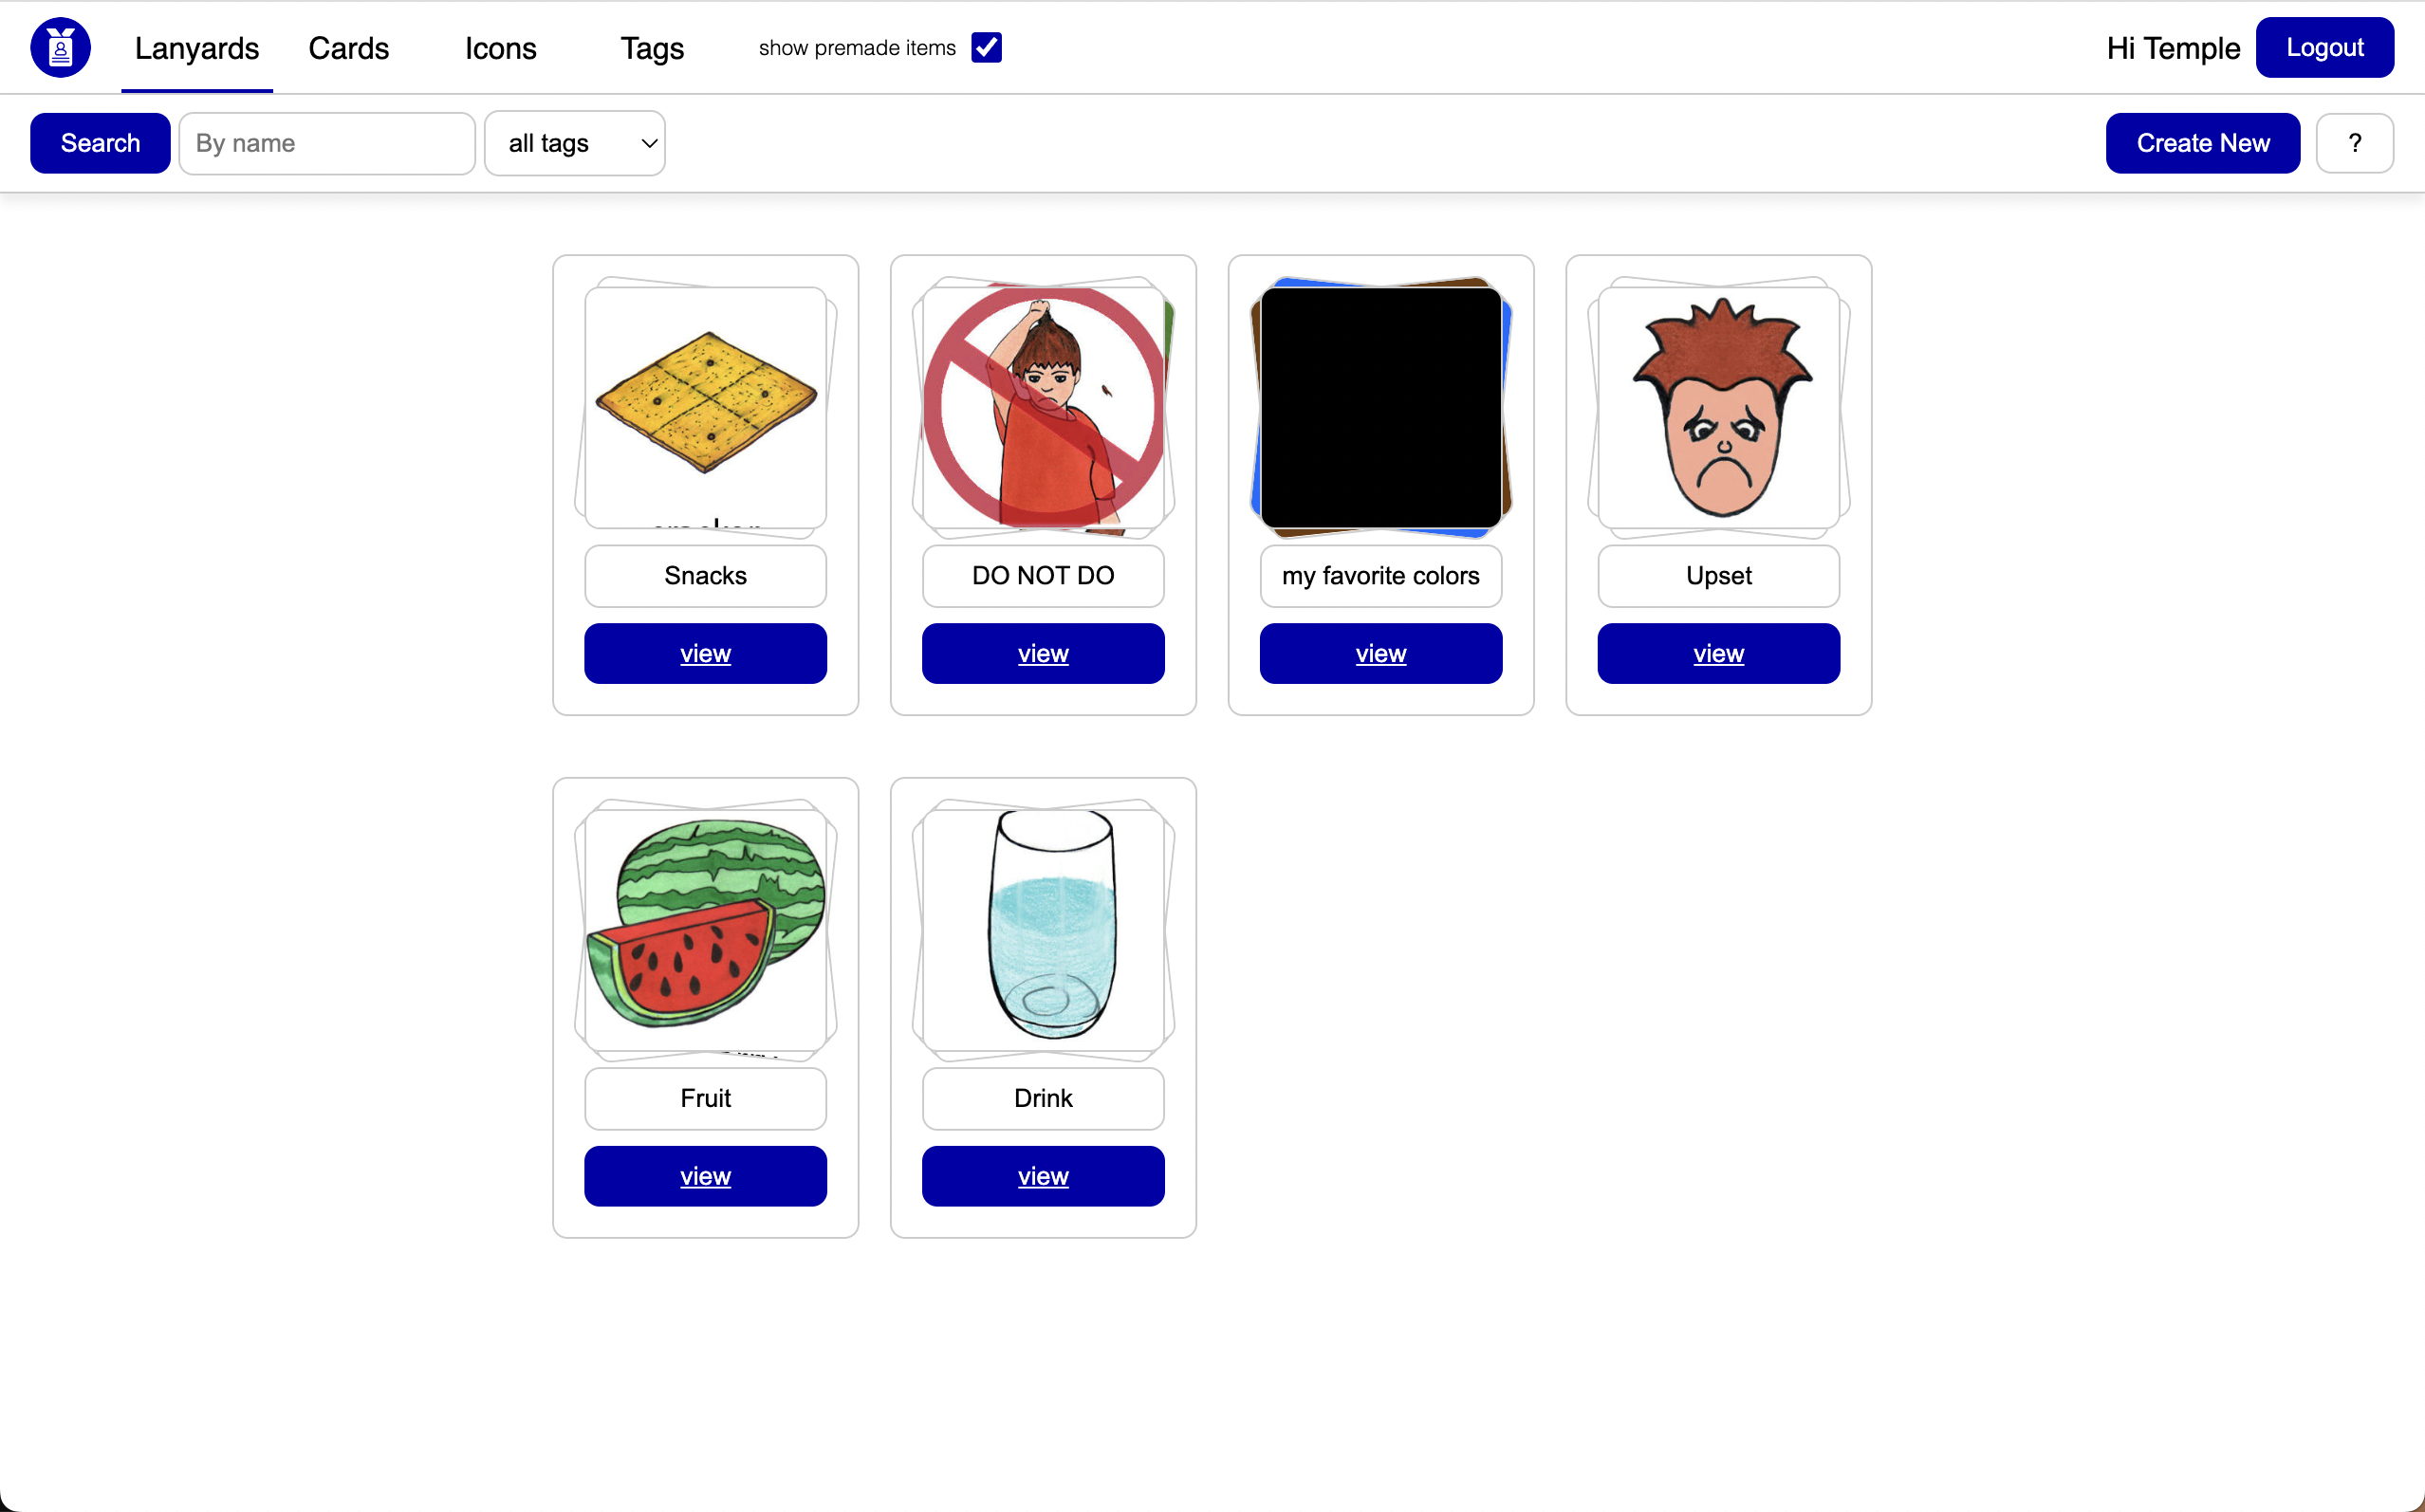 Lanyards Cards Icons Tags show premade items Hi Temple Logout
Search By name all tags Create New ?
Snacks DO NOT DO my favorite colors Upset
view view view view
Fruit Drink
view view